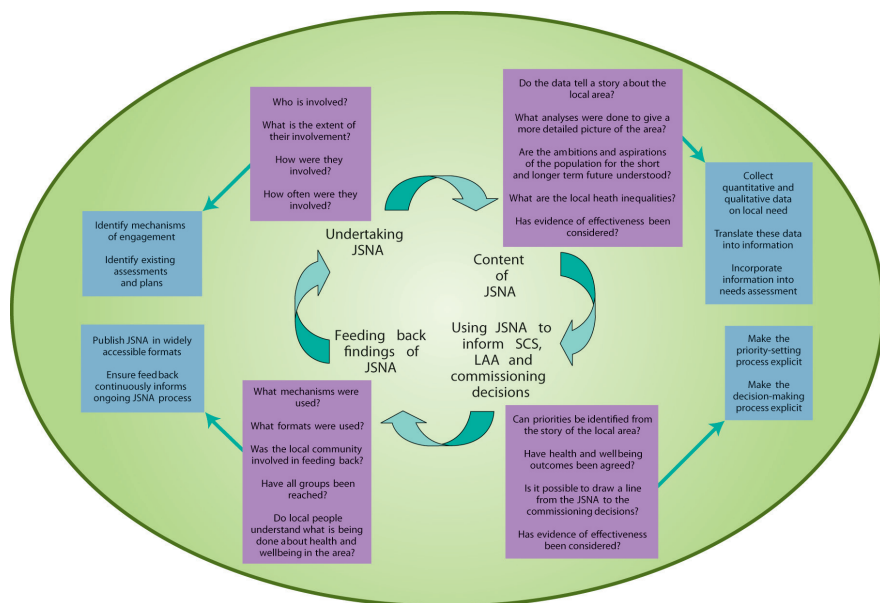 Who is involved?
What is the extent of
their involvement?
How were they
involved?
How often were they
involved?
Identify mechanisms
of engagement
Identify existing
assessments
and plans
Undertaking
JSNA
Do the data tell a story about the
local area?
What analyses were done to give a
more detailed picture of the area?
Are the ambitions and aspirations
of the population for the short
and longer term future understood?
What are the local heath inequalities?
Has evidence of effectiveness been
considered?
Collect
quantitative and
qualitative data
on local need
Translate these data
into information
Incorporate
information into
needs assessment
Content
of
JSNA
Using JSNA to
inform SCS,
LAA and
commissioning
decisions
Can priorities be identified from
the story of the local area?
Have health and wellbeing
outcomes been agreed?
Is it possible to draw a line
from the JSNA to the
commissioning decisions?
Has evidence of effectiveness
been considered?
Make the
priority-setting
process explicit
Make the
decision-making
process explicit
Feeding back
findings of
JSNA
What mechanisms were
used?
What formats were used?
Was the local community
involved in feeding back?
Have all groups been
reached?
Do local people
understand what is being
done about health and
wellbeing in the area?
Publish JSNA in widely
accessible formats
Ensure feedback
continuously informs
ongoing JSNA process